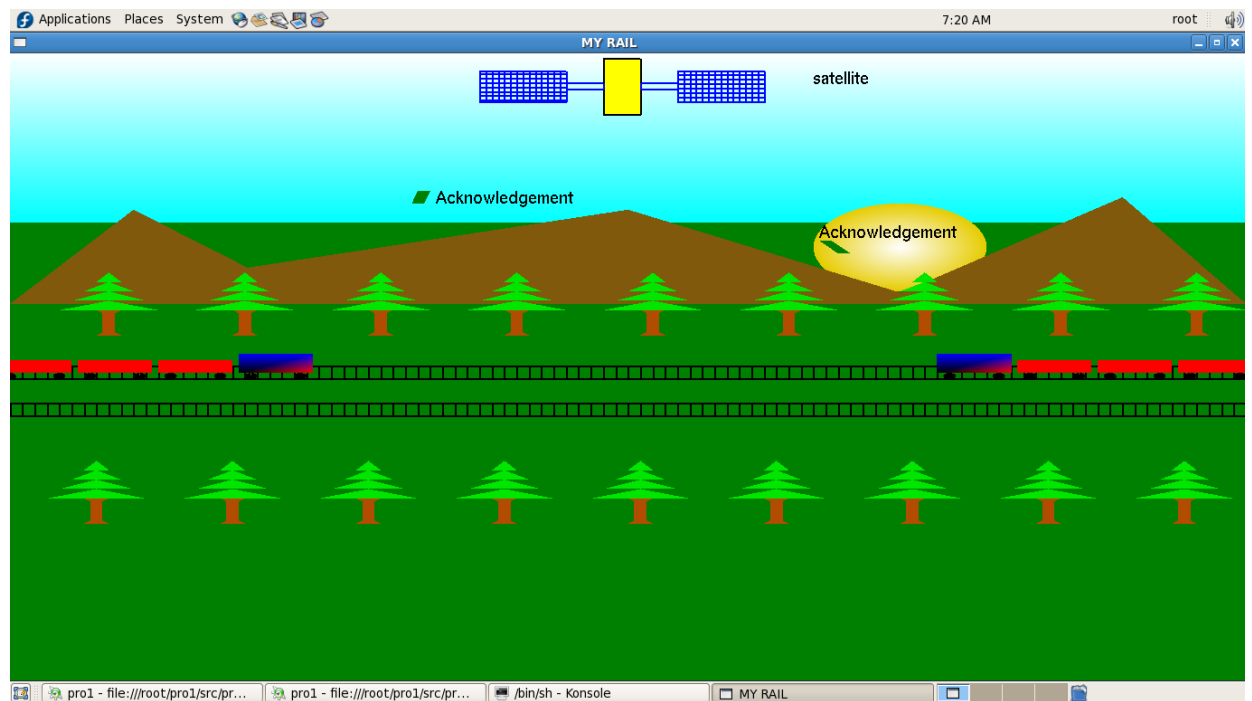 Applications Places System 7:20 AM root
MY RAIL
satellite
Acknowledgement
Acknowledgement
pro1 - file:///root/pro1/src/pr... pro1 - file:///root/pro1/src/pr... /bin/sh - Konsole MY RAIL